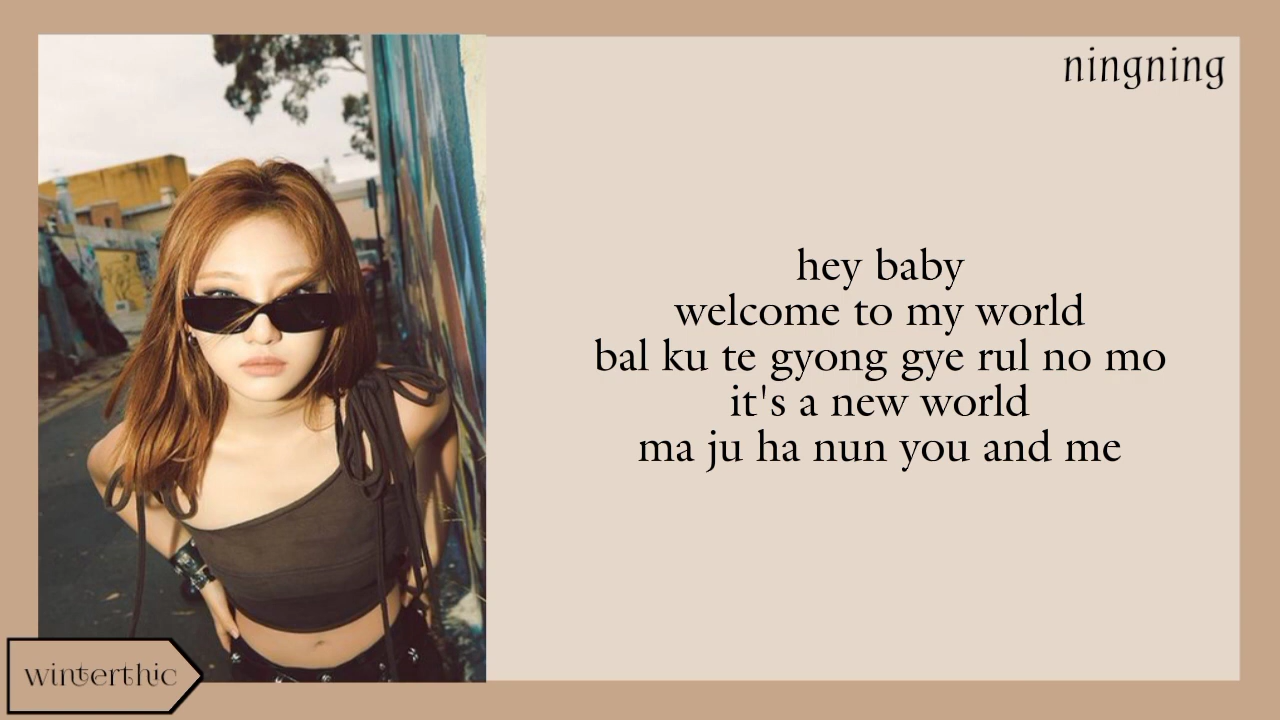 ningning
hey baby
welcome to my world
bal ku te gyong gye rul no mo
it's a new world
ma ju ha nun you and me
winterthic